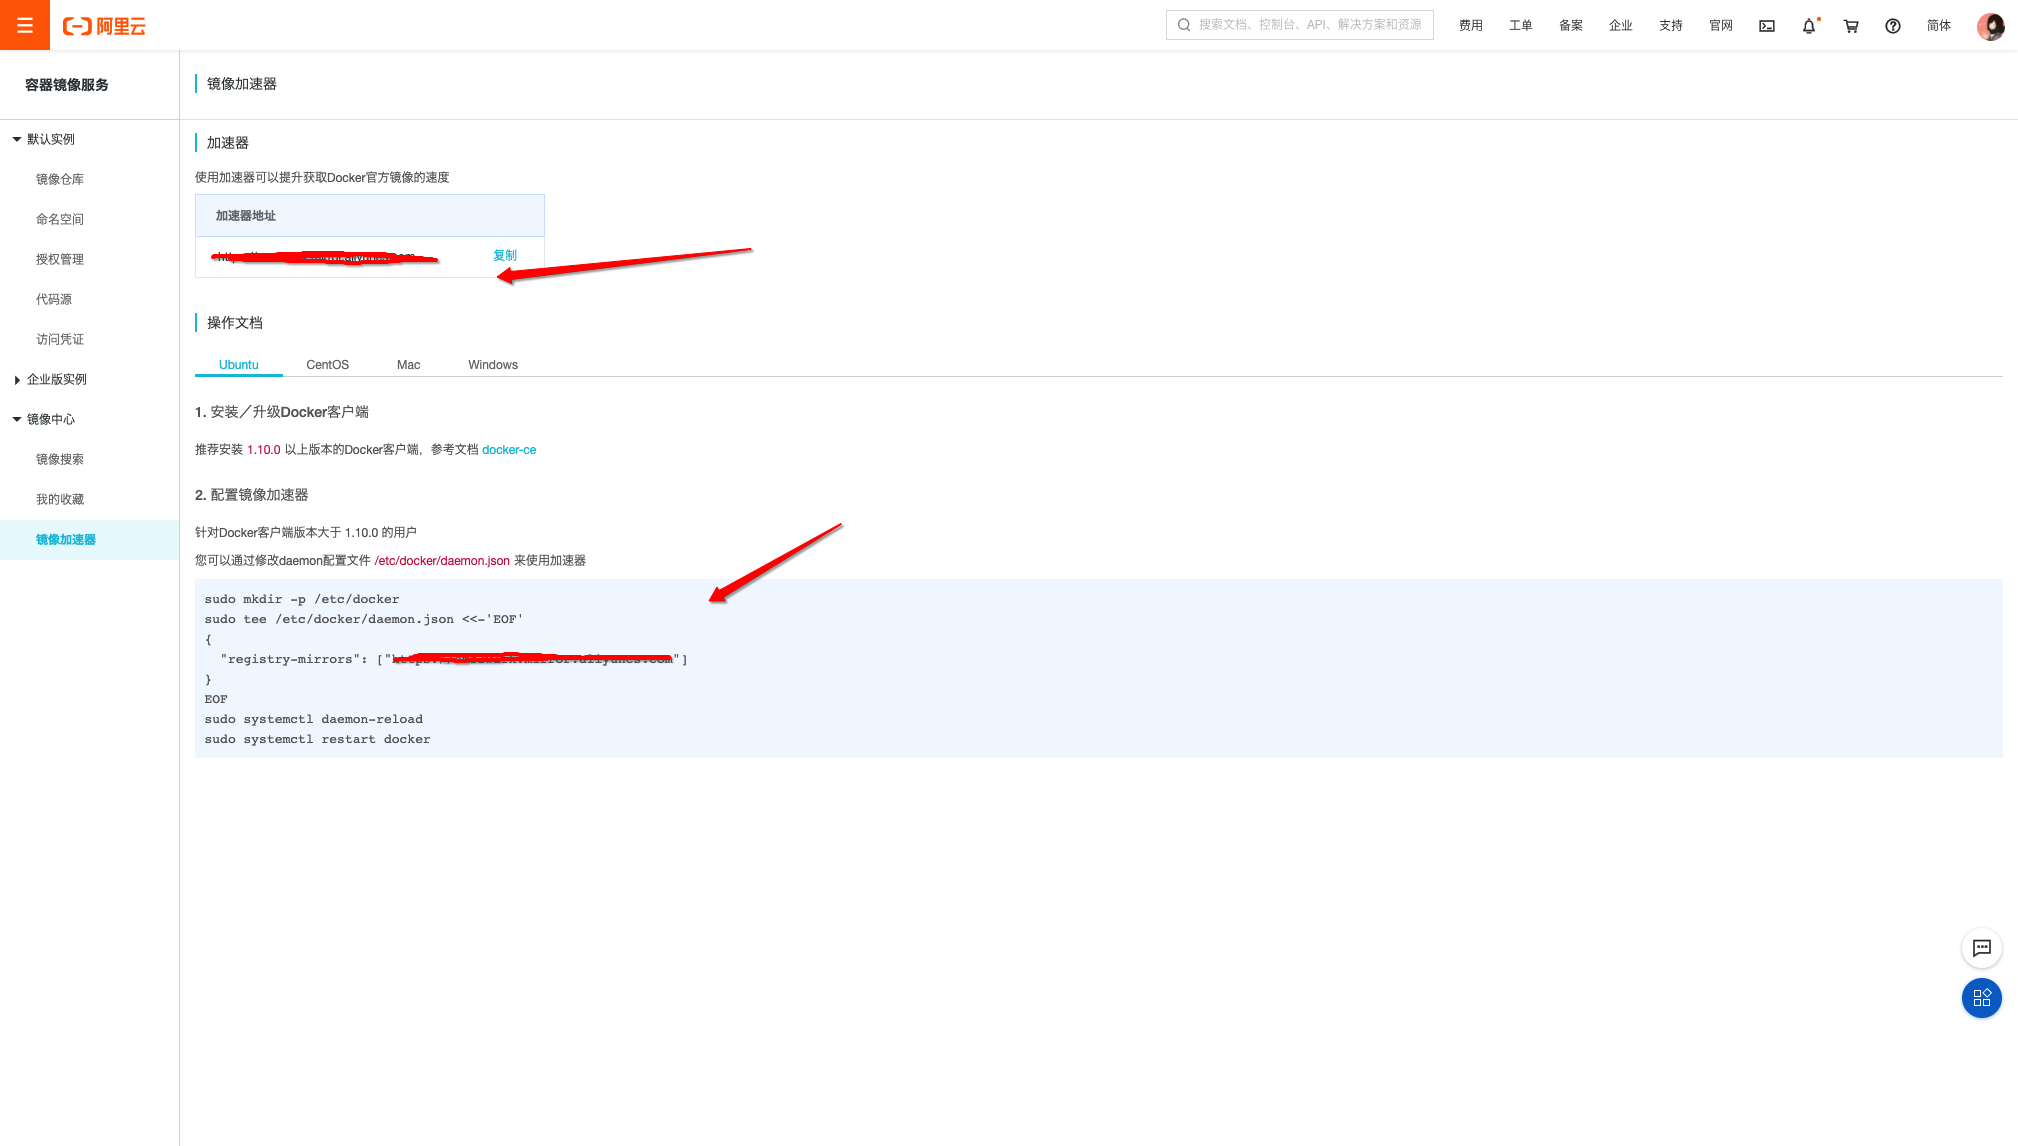 阿里云
搜索文档、控制台、API、解决方案和资源
费用
工单
备案
企业
支持
官网
简体
容器镜像服务
默认实例
镜像仓库
命名空间
授权管理
代码源
访问凭证
企业版实例
镜像中心
镜像搜索
我的收藏
镜像加速器
镜像加速器
加速器
使用加速器可以提升获取Docker官方镜像的速度
加速器地址
复制
操作文档
Ubuntu
CentOS
Mac
Windows
1. 安装／升级Docker客户端
推荐安装 1.10.0 以上版本的Docker客户端，参考文档 docker-ce
2. 配置镜像加速器
针对Docker客户端版本大于 1.10.0 的用户
您可以通过修改daemon配置文件 /etc/docker/daemon.json 来使用加速器
sudo mkdir -p /etc/docker
sudo tee /etc/docker/daemon.json <<-'EOF'
{
"registry-mirrors": [" "]
}
EOF
sudo systemctl daemon-reload
sudo systemctl restart docker